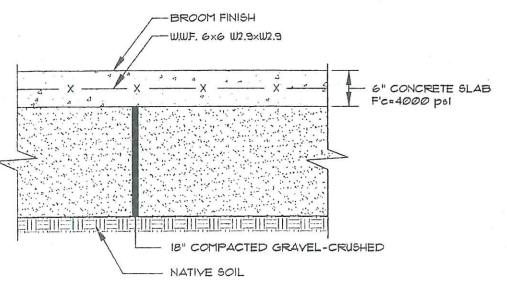 BROOM FINISH
W.W.F. 6x6 W2.9xW2.9
6" CONCRETE SLAB
F'c=4000 psi
18" COMPACTED GRAVEL-CRUSHED
NATIVE SOIL